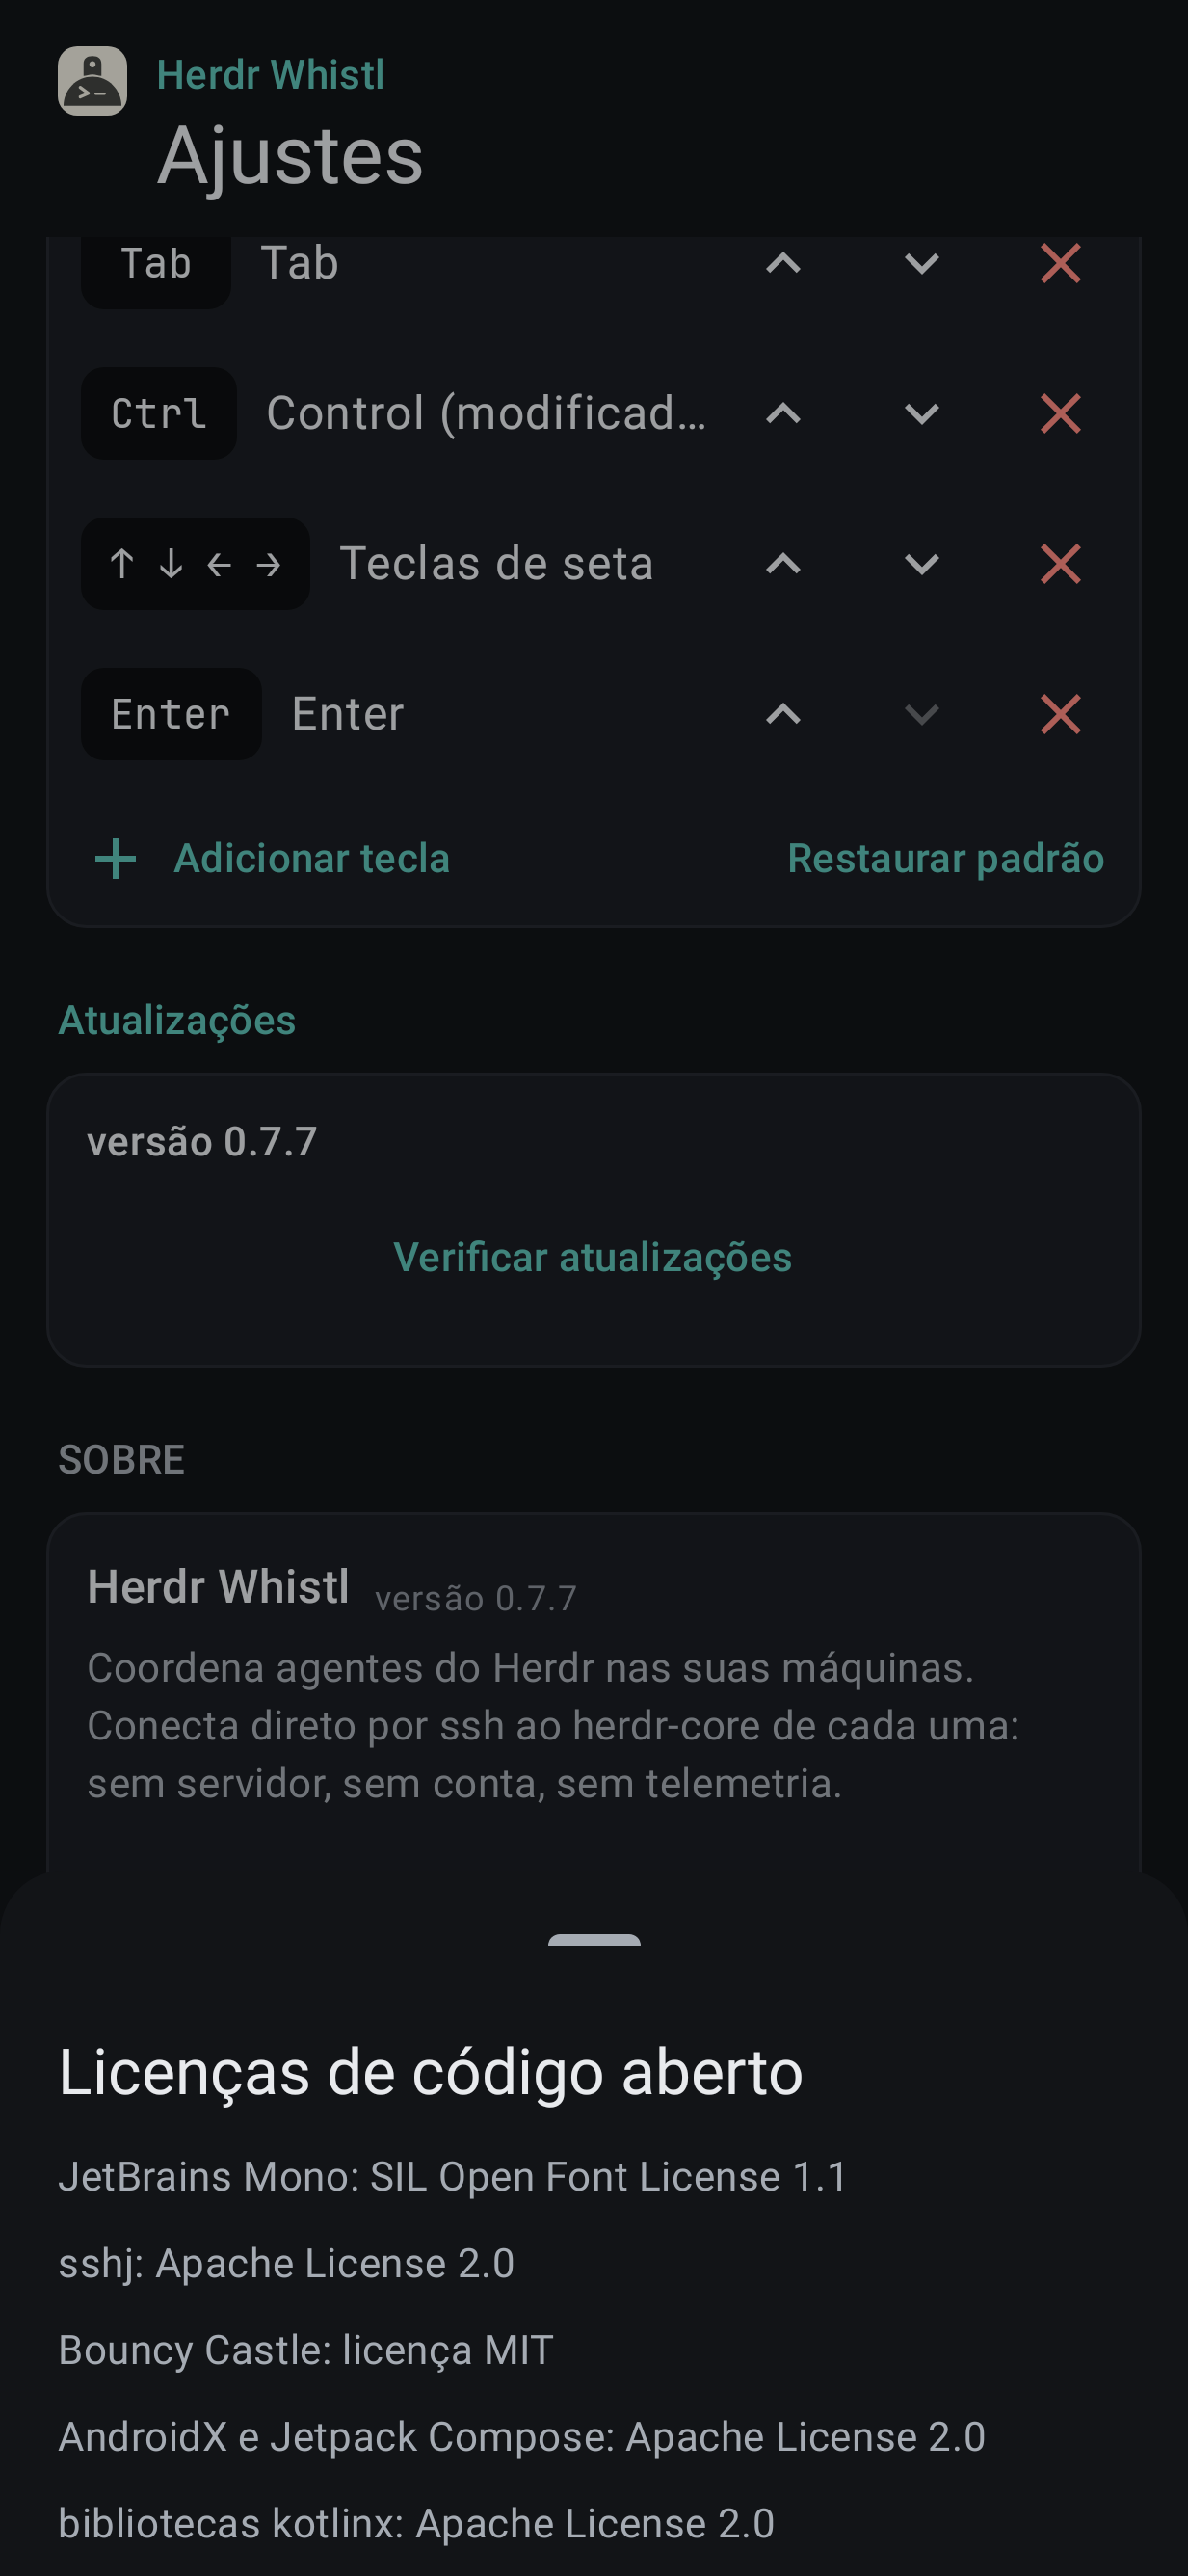 Herdr Whistl
Ajustes
Tab Tab
Ctrl Control (modificad...
↑ ↓ ← → Teclas de seta
Enter Enter
+ Adicionar tecla Restaurar padrão
Atualizações
versão 0.7.7
Verificar atualizações
SOBRE
Herdr Whistl versão 0.7.7
Coordena agentes do Herdr nas suas máquinas.
Conecta direto por ssh ao herdr-core de cada uma:
sem servidor, sem conta, sem telemetria.
Licenças de código aberto
JetBrains Mono: SIL Open Font License 1.1
sshj: Apache License 2.0
Bouncy Castle: licença MIT
AndroidX e Jetpack Compose: Apache License 2.0
bibliotecas kotlinx: Apache License 2.0